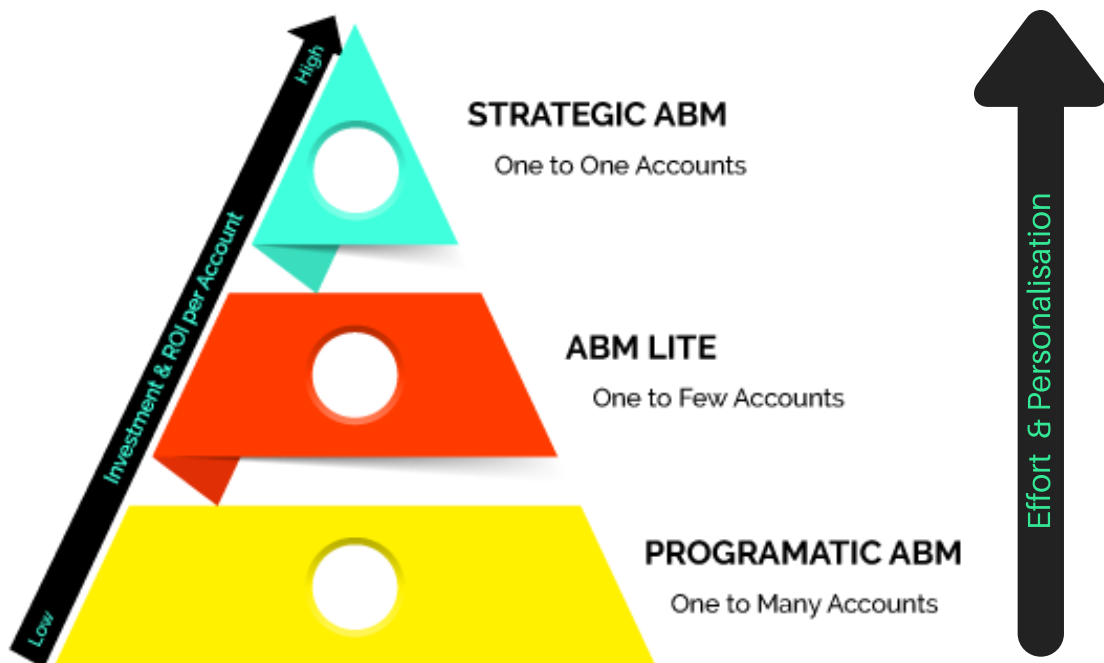 High
STRATEGIC ABM
One to One Accounts
Investment & ROI per Account
Effort & Personalisation
ABM LITE
One to Few Accounts
PROGRAMATIC ABM
One to Many Accounts
Low